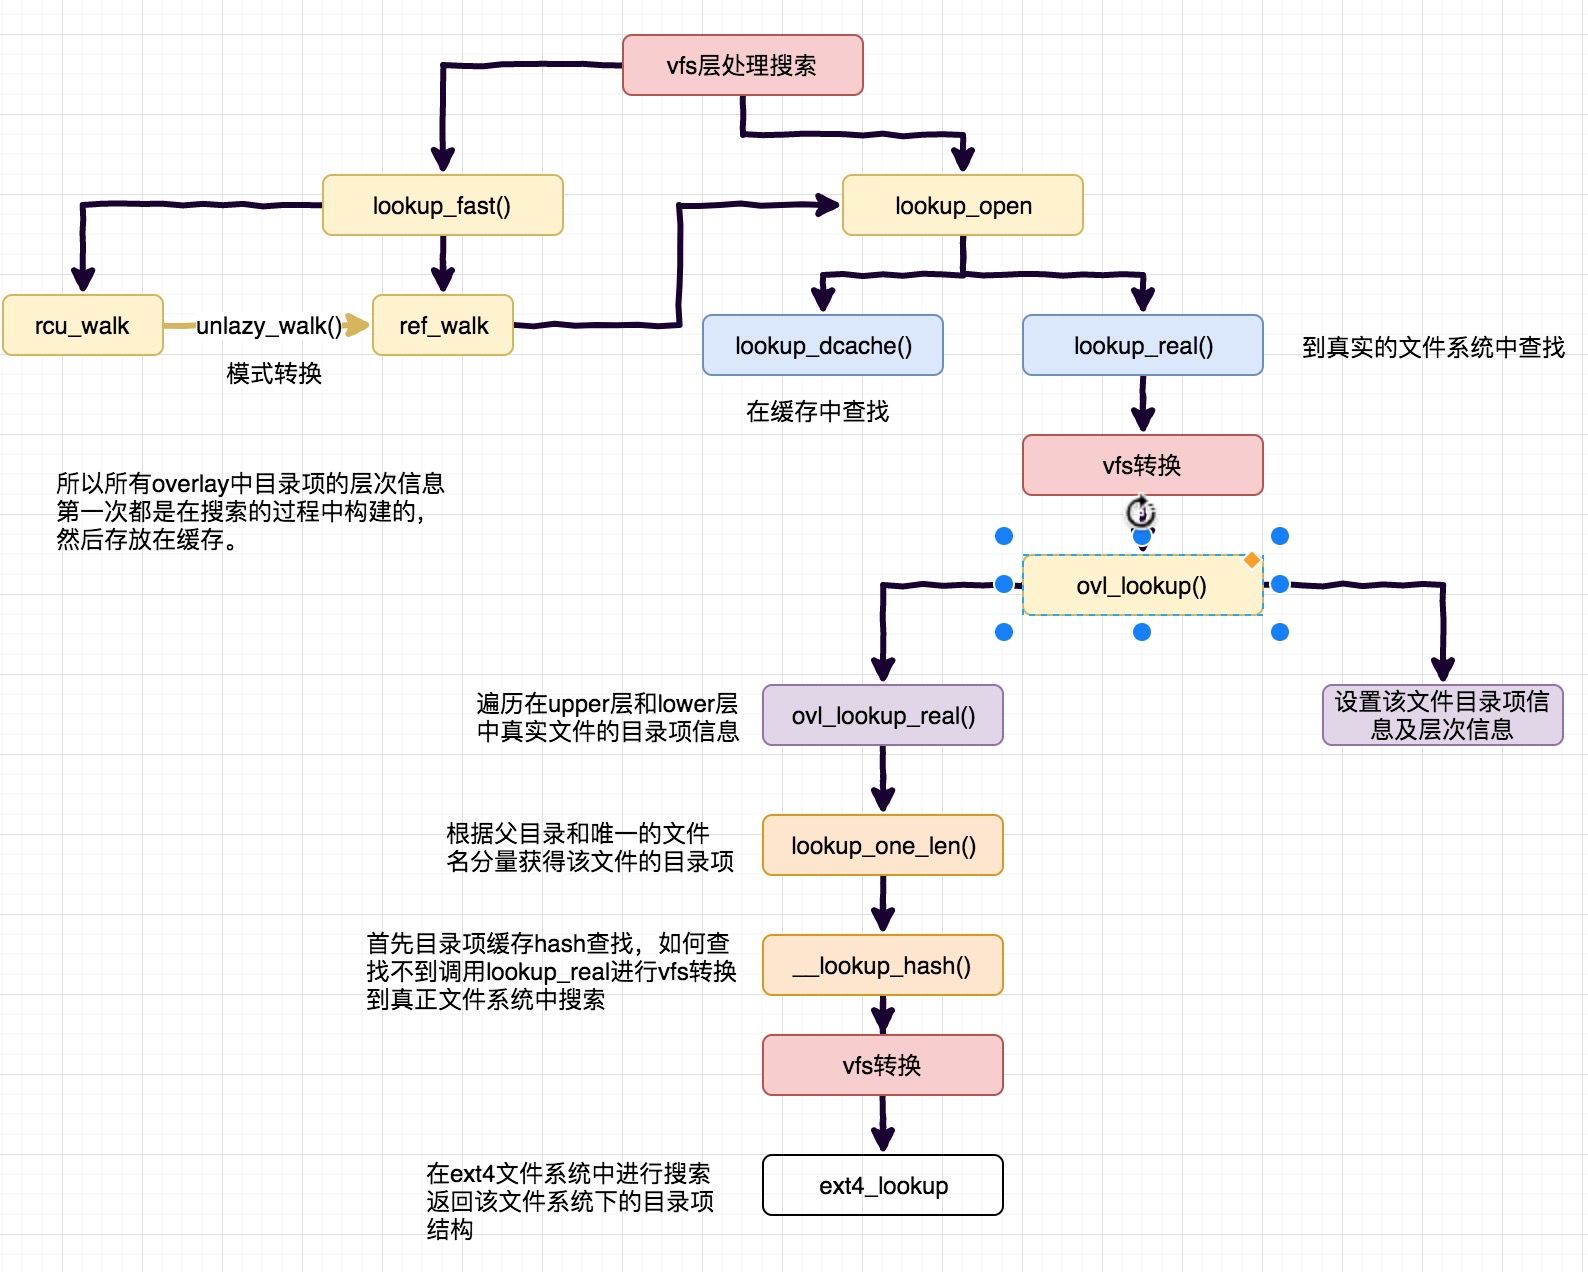 vfs层处理搜索
lookup_fast()
lookup_open
rcu_walk
unlazy_walk()
ref_walk
模式转换
lookup_dcache()
lookup_real()
到真实的文件系统中查找
在缓存中查找
vfs转换
所以所有overlay中目录项的层次信息
第一次都是在搜索的过程中构建的,
然后存放在缓存。
ovl_lookup()
遍历在upper层和lower层
中真实文件的目录项信息
ovl_lookup_real()
设置该文件目录项信
息及层次信息
根据父目录和唯一的文件
名分量获得该文件的目录项
lookup_one_len()
首先目录项缓存hash查找，如何查
找不到调用lookup_real进行vfs转换
到真正文件系统中搜索
__lookup_hash()
vfs转换
在ext4文件系统中进行搜索
返回该文件系统下的目录项
结构
ext4_lookup